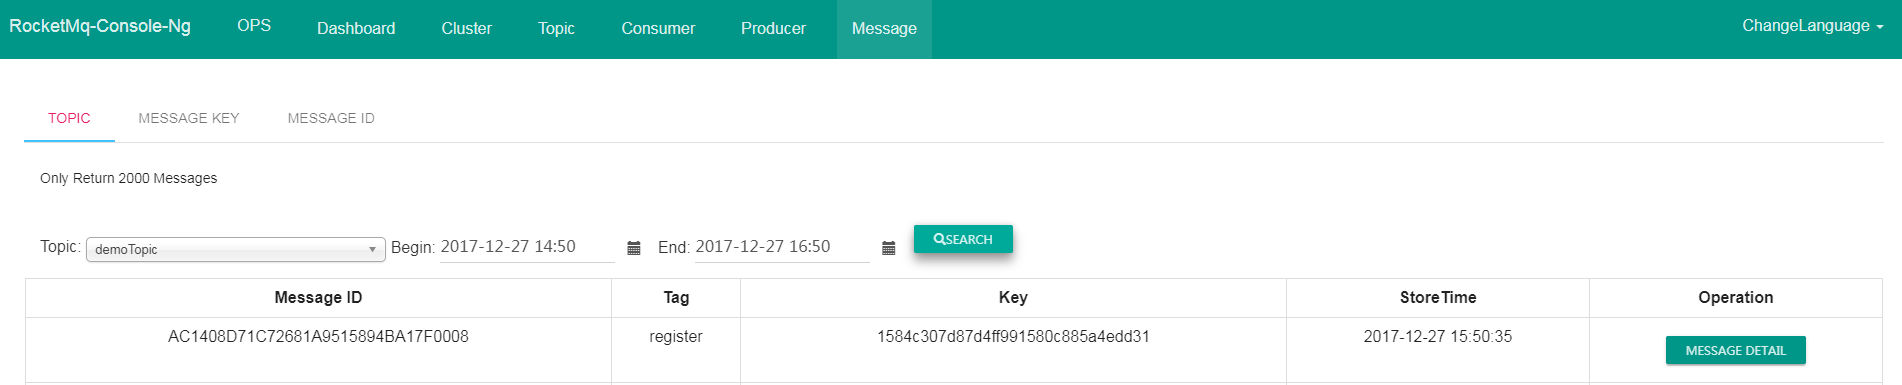 RocketMq-Console-Ng OPS Dashboard Cluster Topic Consumer Producer Message ChangeLanguage
TOPIC MESSAGE KEY MESSAGE ID
Only Return 2000 Messages
Topic: demoTopic Begin: 2017-12-27 14:50 End: 2017-12-27 16:50 SEARCH
Message ID Tag Key StoreTime Operation
AC1408D71C72681A9515894BA17F0008 register 1584c307d87d4ff991580c885a4edd31 2017-12-27 15:50:35 MESSAGE DETAIL